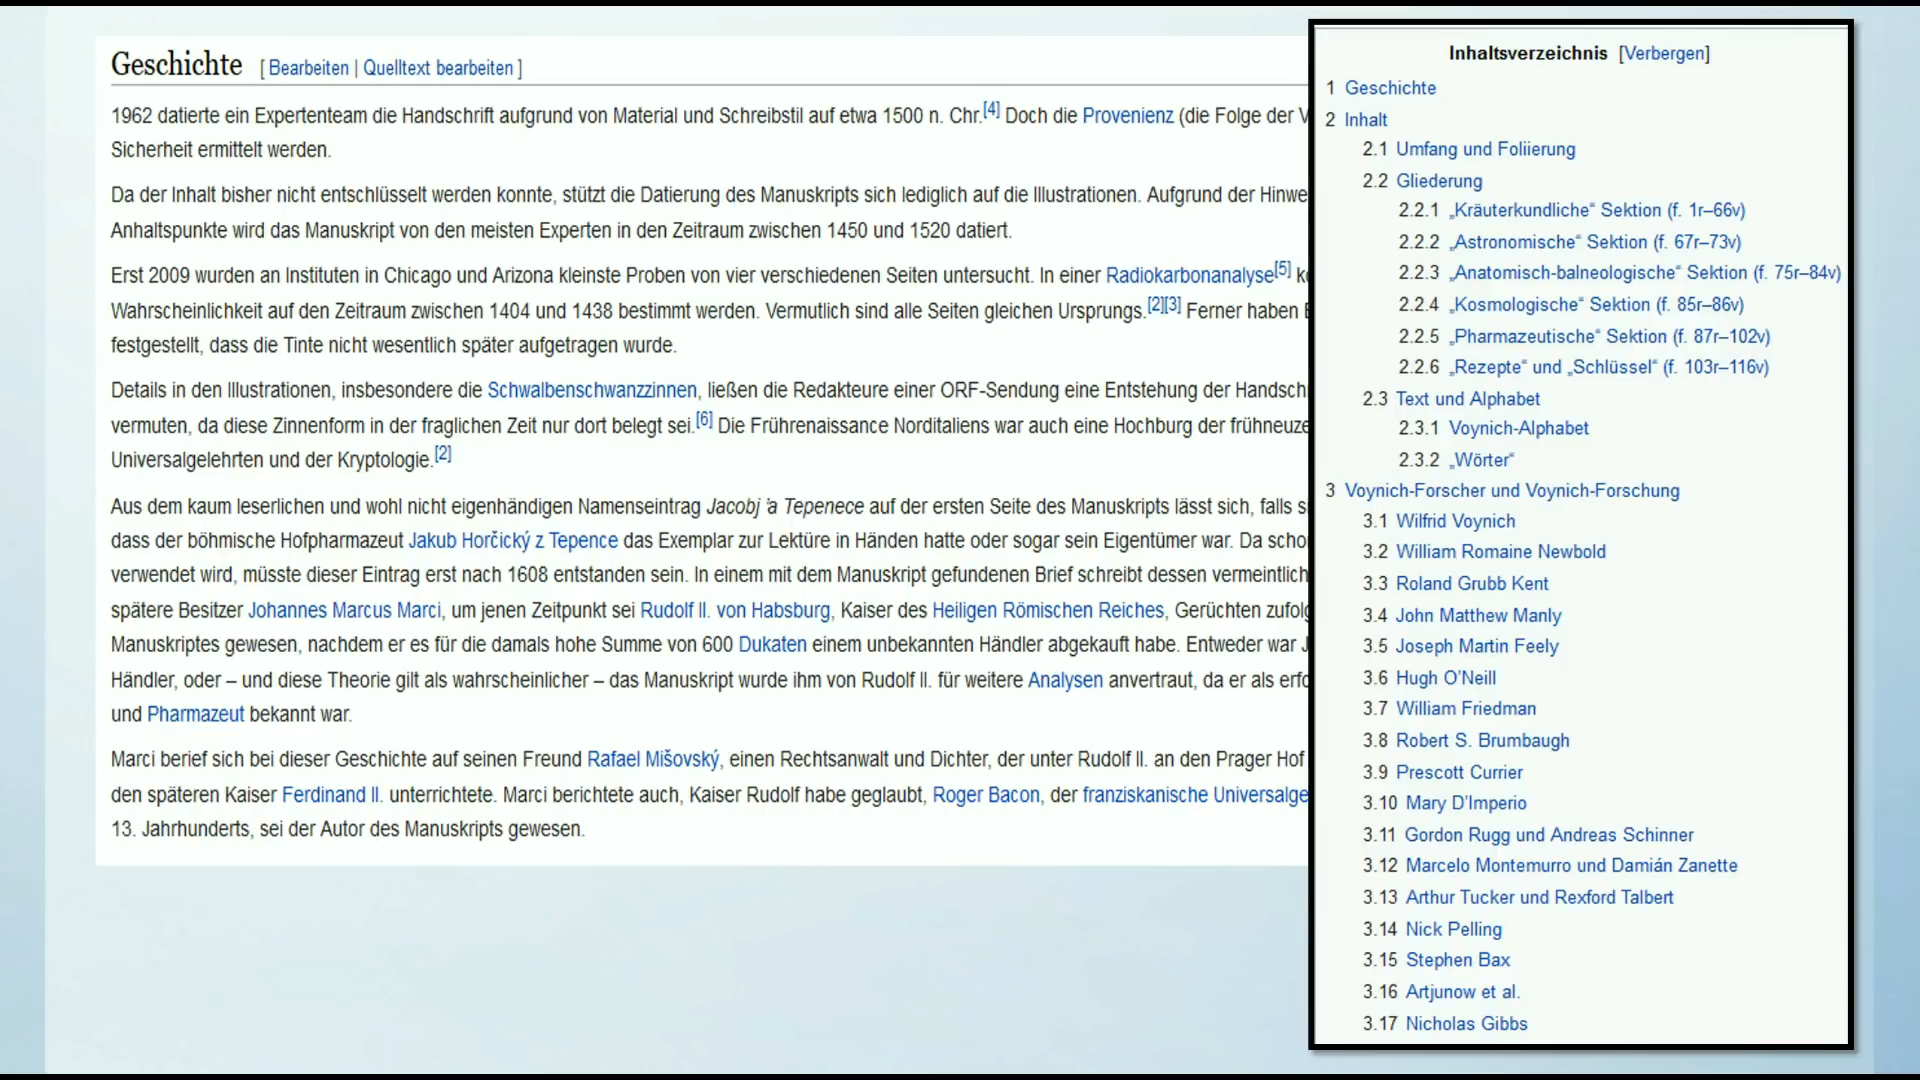 Geschichte [ Bearbeiten | Quelltext bearbeiten ]
1962 datierte ein Expertenteam die Handschrift aufgrund von Material und Schreibstil auf etwa 1500 n. Chr.[4] Doch die Provenienz (die Folge der
Sicherheit ermittelt werden.
Da der Inhalt bisher nicht entschlüsselt werden konnte, stützt die Datierung des Manuskripts sich lediglich auf die Illustrationen. Aufgrund der Hinwe
Anhaltspunkte wird das Manuskript von den meisten Experten in den Zeitraum zwischen 1450 und 1520 datiert.
Erst 2009 wurden an Instituten in Chicago und Arizona kleinste Proben von vier verschiedenen Seiten untersucht. In einer Radiokarbonanalyse[5]
Wahrscheinlichkeit auf den Zeitraum zwischen 1404 und 1438 bestimmt werden. Vermutlich sind alle Seiten gleichen Ursprungs.[2][3] Ferner haben
festgestellt, dass die Tinte nicht wesentlich später aufgetragen wurde.
Details in den Illustrationen, insbesondere die Schwalbenschwanzzinnen, ließen die Redakteure einer ORF-Sendung eine Entstehung der Handsch
vermuten, da diese Zinnenform in der fraglichen Zeit nur dort belegt sei.[6] Die Frührenaissance Norditaliens war auch eine Hochburg der frühneuze
Universalgelehrten und der Kryptologie.[2]
Aus dem kaum leserlichen und wohl nicht eigenhändigen Namenseintrag Jacobj 'a Tepenece auf der ersten Seite des Manuskripts lässt sich, falls
dass der böhmische Hofpharmazeut Jakub Horčický z Tepence das Exemplar zur Lektüre in Händen hatte oder sogar sein Eigentümer war. Da scho
verwendet wird, müsste dieser Eintrag erst nach 1608 entstanden sein. In einem mit dem Manuskript gefundenen Brief schreibt dessen vermeintlich
spätere Besitzer Johannes Marcus Marci, um jenen Zeitpunkt sei Rudolf II. von Habsburg, Kaiser des Heiligen Römischen Reiches, Gerüchten zufolg
Manuskriptes gewesen, nachdem er es für die damals hohe Summe von 600 Dukaten einem unbekannten Händler abgekauft habe. Entweder war
Händler, oder – und diese Theorie gilt als wahrscheinlicher – das Manuskript wurde ihm von Rudolf II. für weitere Analysen anvertraut, da er als erfo
und Pharmazeut bekannt war.
Marci berief sich bei dieser Geschichte auf seinen Freund Rafael Mišovský, einen Rechtsanwalt und Dichter, der unter Rudolf II. an den Prager Hof
den späteren Kaiser Ferdinand II. unterrichtete. Marci berichtete auch, Kaiser Rudolf habe geglaubt, Roger Bacon, der franziskanische Universalge
13. Jahrhunderts, sei der Autor des Manuskripts gewesen.
Inhaltsverzeichnis [Verbergen]
1 Geschichte
2 Inhalt
2.1 Umfang und Foliierung
2.2 Gliederung
2.2.1 „Kräuterkundliche“ Sektion (f. 1r–66v)
2.2.2 „Astronomische“ Sektion (f. 67r–73v)
2.2.3 „Anatomisch-balneologische“ Sektion (f. 75r–84v)
2.2.4 „Kosmologische“ Sektion (f. 85r–86v)
2.2.5 „Pharmazeutische“ Sektion (f. 87r–102v)
2.2.6 „Rezepte“ und „Schlüssel“ (f. 103r–116v)
2.3 Text und Alphabet
2.3.1 Voynich-Alphabet
2.3.2 „Wörter“
3 Voynich-Forscher und Voynich-Forschung
3.1 Wilfrid Voynich
3.2 William Romaine Newbold
3.3 Roland Grubb Kent
3.4 John Matthew Manly
3.5 Joseph Martin Feely
3.6 Hugh O’Neill
3.7 William Friedman
3.8 Robert S. Brumbaugh
3.9 Prescott Currier
3.10 Mary D’Imperio
3.11 Gordon Rugg und Andreas Schinner
3.12 Marcelo Montemurro und Damián Zanette
3.13 Arthur Tucker und Rexford Talbert
3.14 Nick Pelling
3.15 Stephen Bax
3.16 Artjunow et al.
3.17 Nicholas Gibbs